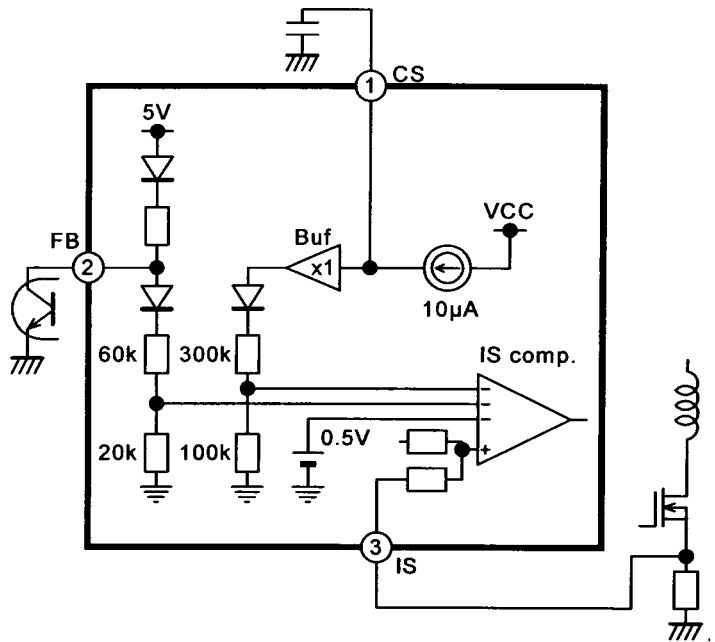 1 CS
5V
FB
2
Buf
x1
VCC
10µA
60k 300k
IS comp.
20k 100k
0.5V
3 IS